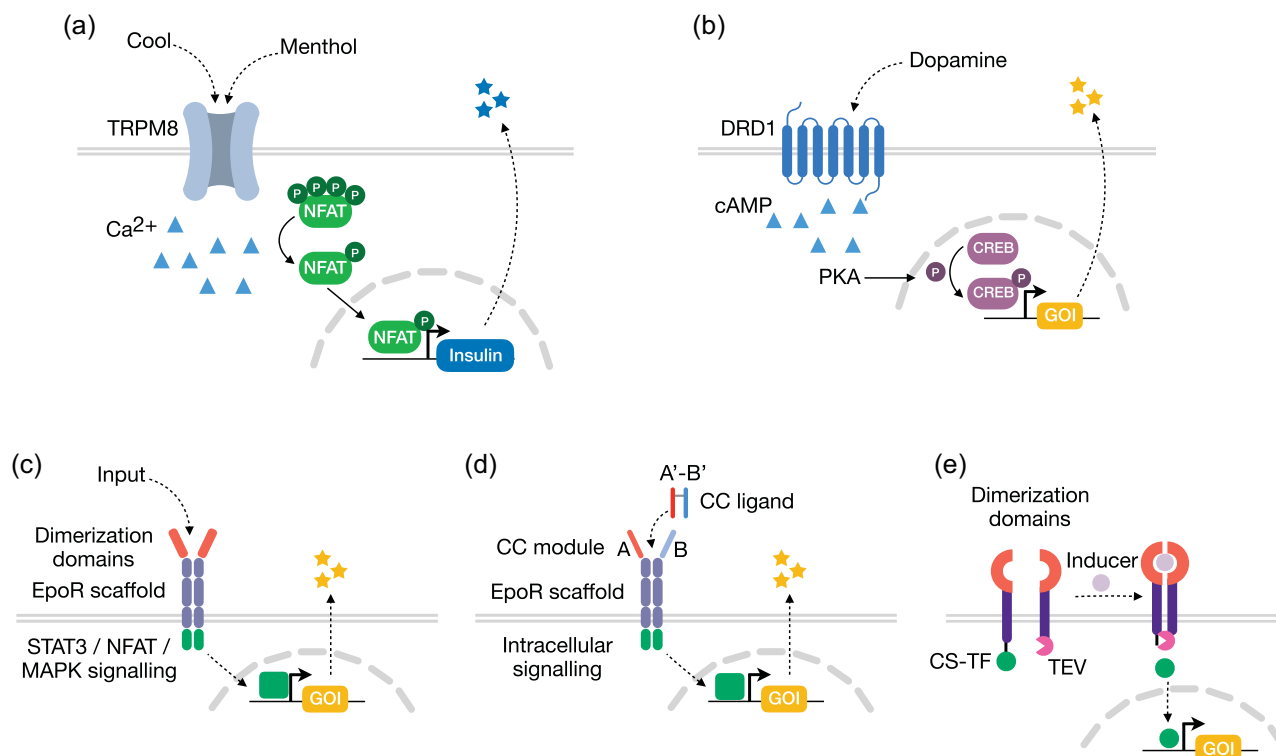 (a)
Cool
Menthol
TRPM8
Ca2+
P
P
P
P
NFAT
NFAT
P
NFAT
P
Insulin
(b)
Dopamine
DRD1
cAMP
PKA
P
CREB
CREB
P
GOI
(c)
Input
Dimerization
domains
EpoR scaffold
STAT3 / NFAT /
MAPK signalling
GOI
(d)
A'-B'
CC ligand
CC module
A
B
EpoR scaffold
Intracellular
signalling
GOI
(e)
Dimerization
domains
Inducer
CS-TF
TEV
GOI